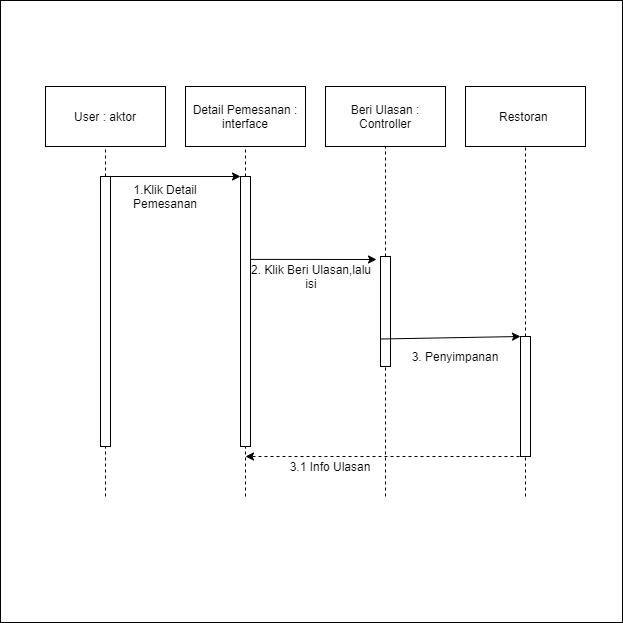 User : aktor
Detail Pemesanan :
interface
Beri Ulasan :
Controller
Restoran
1.Klik Detail
Pemesanan
2. Klik Beri Ulasan,lalu
isi
3. Penyimpanan
3.1 Info Ulasan